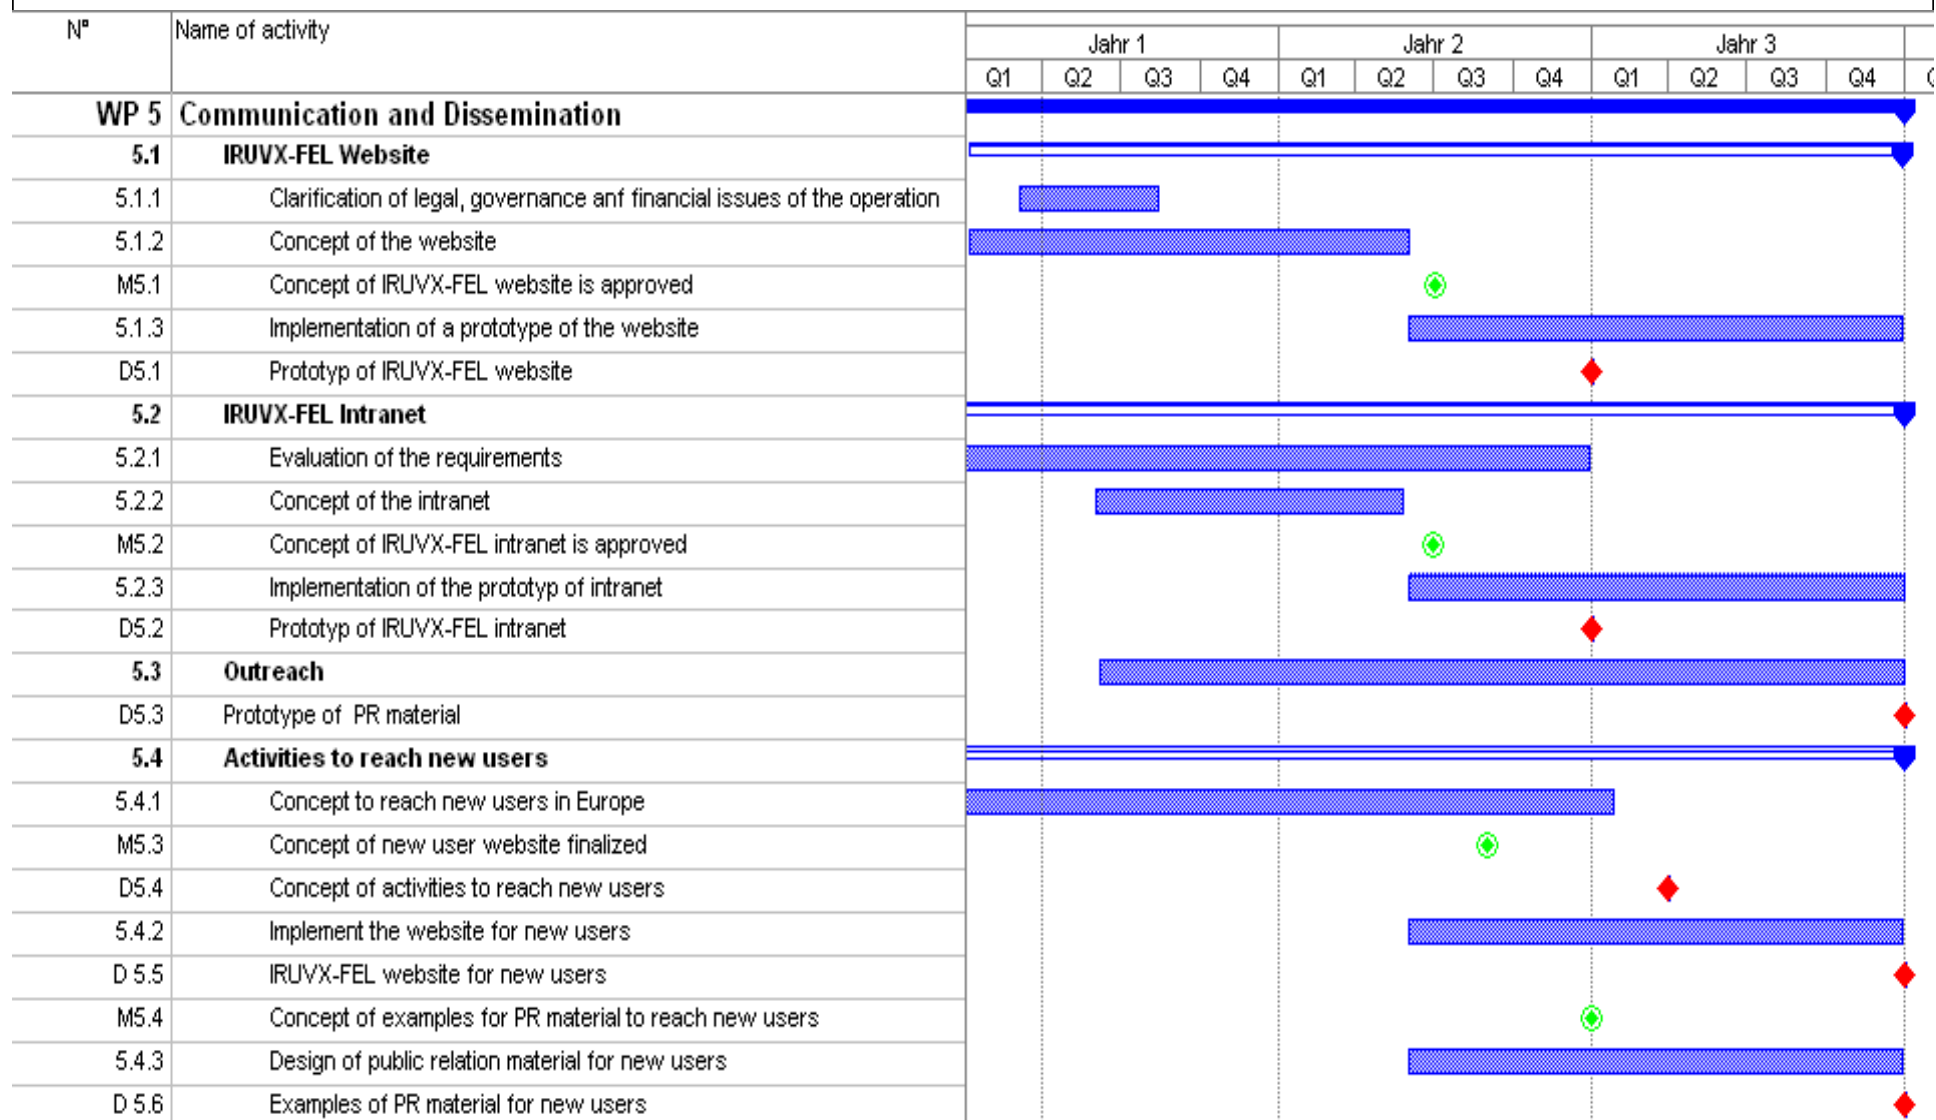 N° Name of activity
Jahr 1 Jahr 2 Jahr 3
Q1 Q2 Q3 Q4 Q1 Q2 Q3 Q4 Q1 Q2 Q3 Q4
WP 5 Communication and Dissemination
5.1 IRUVX-FEL Website
5.1.1 Clarification of legal, governance anf financial issues of the operation
5.1.2 Concept of the website
M5.1 Concept of IRUVX-FEL website is approved
5.1.3 Implementation of a prototype of the website
D5.1 Prototyp of IRUVX-FEL website
5.2 IRUVX-FEL Intranet
5.2.1 Evaluation of the requirements
5.2.2 Concept of the intranet
M5.2 Concept of IRUVX-FEL intranet is approved
5.2.3 Implementation of the prototyp of intranet
D5.2 Prototyp of IRUVX-FEL intranet
5.3 Outreach
D5.3 Prototype of PR material
5.4 Activities to reach new users
5.4.1 Concept to reach new users in Europe
M5.3 Concept of new user website finalized
D5.4 Concept of activities to reach new users
5.4.2 Implement the website for new users
D 5.5 IRUVX-FEL website for new users
M5.4 Concept of examples for PR material to reach new users
5.4.3 Design of public relation material for new users
D 5.6 Examples of PR material for new users